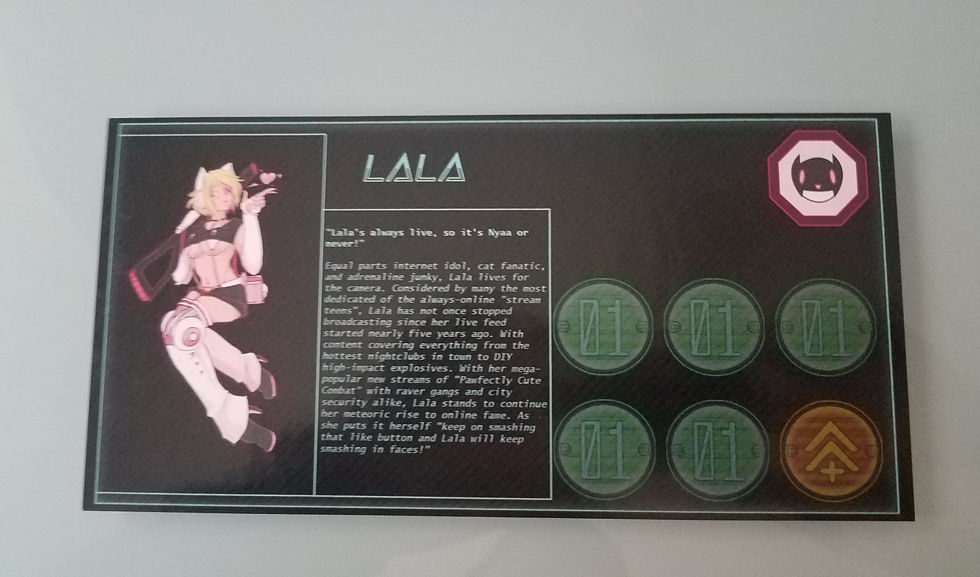 LALA
"Lala's always live, so it's Nyaa or
never!"
Equal parts internet idol, cat fanatic,
and adrenaline junky, Lala lives for
the camera. Considered by many the most
dedicated of the always-online "stream
teens", Lala has not once stopped
broadcasting since her live feed
started nearly five years ago. With
content covering everything from the
hottest nightclubs in town to DIY
high-impact explosives. With her mega-
popular new streams of "Pawfectly Cute
Combat" with raver gangs and city
security alike, Lala stands to continue
her meteoric rise to online fame. As
she puts it herself "keep on smashing
that like button and Lala will keep
smashing in faces!"
01 01 01
01 01